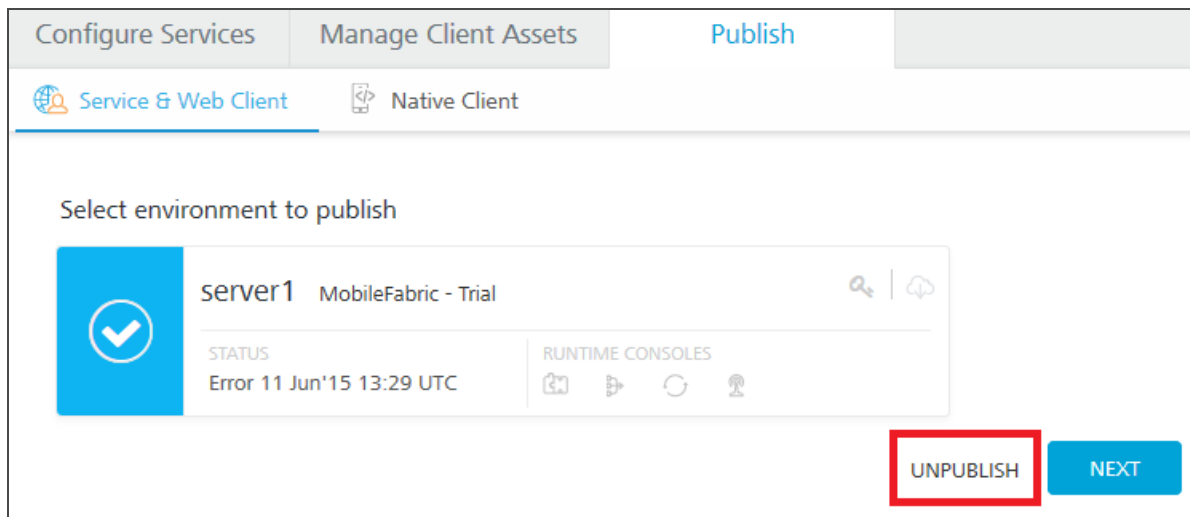 Configure Services Manage Client Assets Publish
Service & Web Client Native Client
Select environment to publish
server1 MobileFabric - Trial
STATUS RUNTIME CONSOLES
Error 11 Jun'15 13:29 UTC
UNPUBLISH NEXT